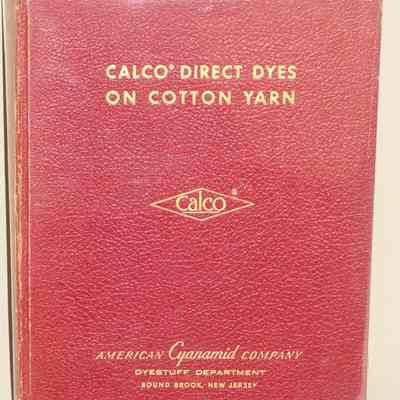 CALCO® DIRECT DYES
ON COTTON YARN
Calco®
AMERICAN Cyanamid COMPANY
DYESTUFF DEPARTMENT
BOUND BROOK, NEW JERSEY